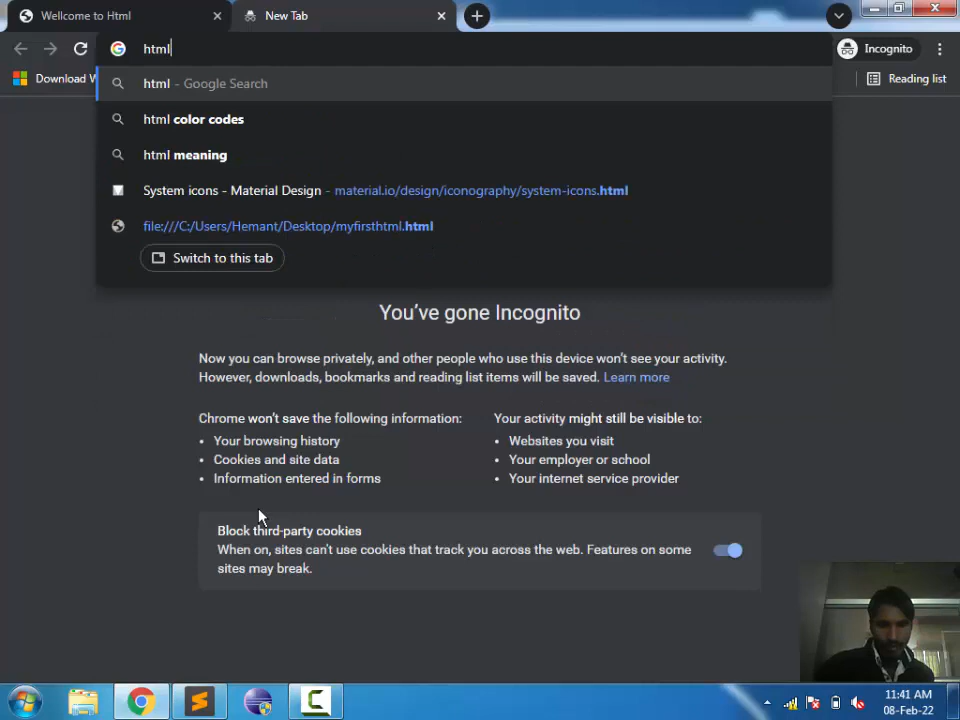 Wellcome to Html
New Tab
html
Incognito
Download W
Reading list
html - Google Search
html color codes
html meaning
System icons - Material Design - material.io/design/iconography/system-icons.html
file:///C:/Users/Hemant/Desktop/myfirsthtml.html
Switch to this tab
You've gone Incognito
Now you can browse privately, and other people who use this device won't see your activity.
However, downloads, bookmarks and reading list items will be saved. Learn more
Chrome won't save the following information:
• Your browsing history
• Cookies and site data
• Information entered in forms
Your activity might still be visible to:
• Websites you visit
• Your employer or school
• Your internet service provider
Block third-party cookies
When on, sites can't use cookies that track you across the web. Features on some
sites may break.
11:41 AM
08-Feb-22